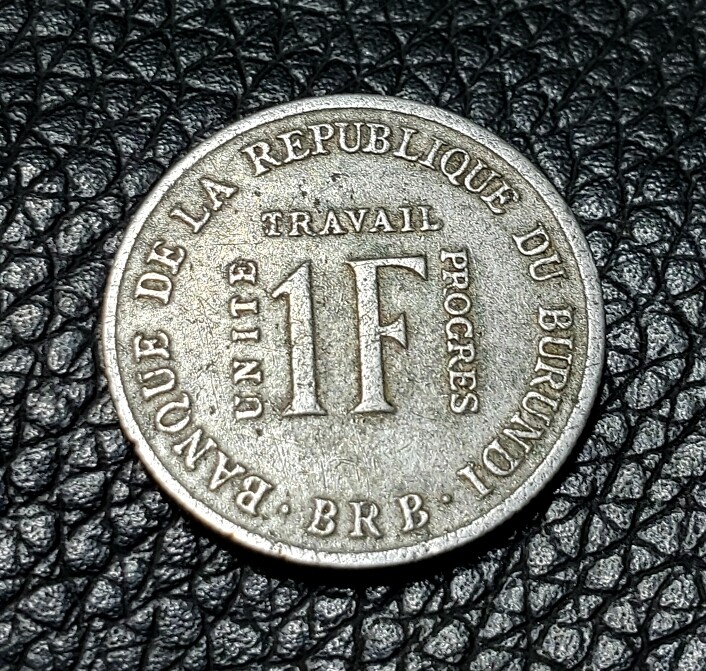 BANQUE DE LA REPUBLIQUE DU BURUNDI
· BRB ·
TRAVAIL
UNITE
1F
PROGRES